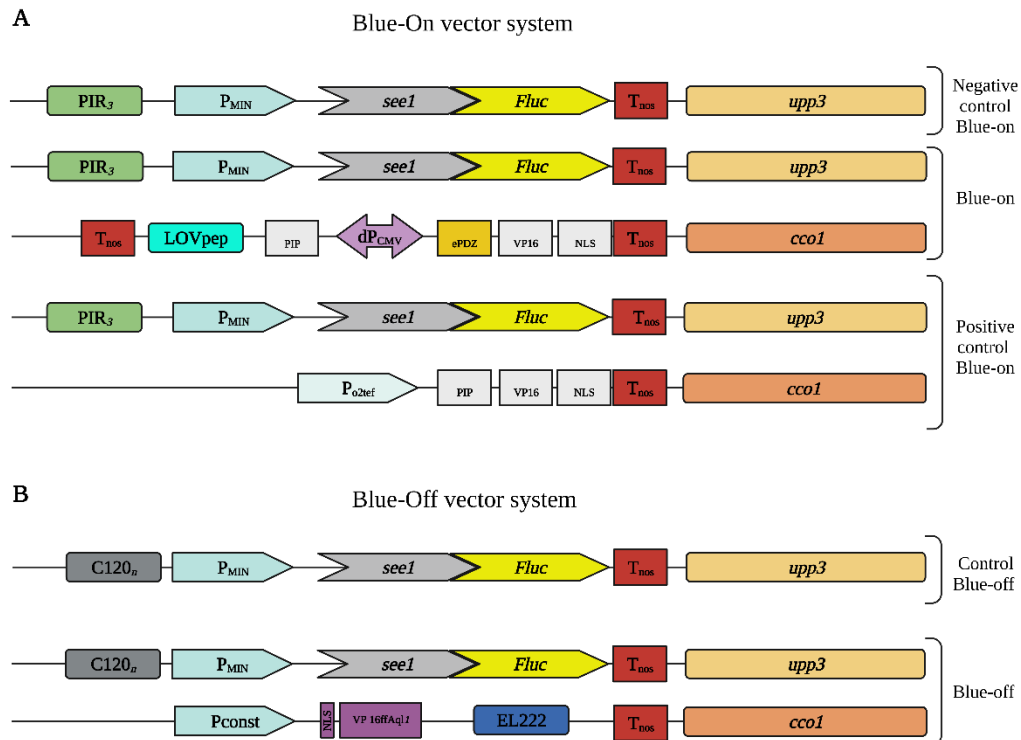 A
Blue-On vector system
PIR3 PMIN see1 Fluc Tnos upp3
Negative
control
Blue-on
PIR3 PMIN see1 Fluc Tnos upp3
Blue-on
Tnos LOVpep PIP dPCMV ePDZ VP16 NLS Tnos cco1
PIR3 PMIN see1 Fluc Tnos upp3
Positive
control
Blue-on
Po2tef PIP VP16 NLS Tnos cco1
B
Blue-Off vector system
C120n PMIN see1 Fluc Tnos upp3
Control
Blue-off
C120n PMIN see1 Fluc Tnos upp3
Blue-off
Pconst NLS VP 16ffAql1 EL222 Tnos cco1